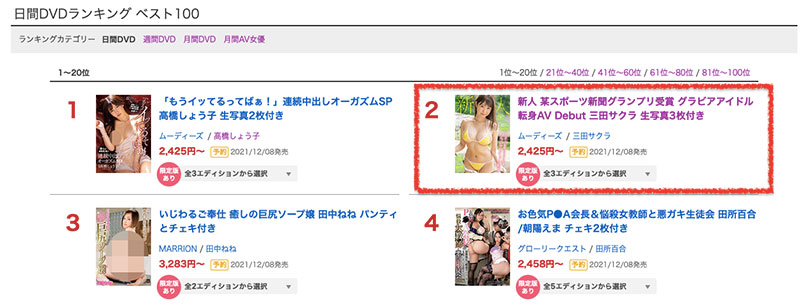 日間DVDランキング ベスト100
ランキングカテゴリー 日間DVD 週間DVD 月間DVD 月間AV女優
1〜20位
1位〜20位 / 21位〜40位 / 41位〜60位 / 61位〜80位 / 81位〜100位
1
「もうイッてるってばぁ！」連続中出しオーガズムSP
高橋しょう子 生写真2枚付き
ムーディーズ / 高橋しょう子
2,425円〜 予約 2021/12/08発売
限定版あり 全3エディションから選択
2
新人 某スポーツ新聞グランプリ受賞 グラビアアイドル
転身AV Debut 三田サクラ 生写真3枚付き
ムーディーズ / 三田サクラ
2,425円〜 予約 2021/12/08発売
限定版あり 全3エディションから選択
3
いじわるご奉仕 癒しの巨尻ソープ嬢 田中ねね パンティ
とチェキ付き
MARRION / 田中ねね
3,283円〜 予約 2021/12/08発売
限定版あり 全2エディションから選択
4
お色気P●A会長＆悩殺女教師と悪ガキ生徒会 田所百合
/朝陽えま チェキ2枚付き
グローリークエスト / 田所百合
2,458円〜 予約 2021/12/08発売
限定版あり 全5エディションから選択